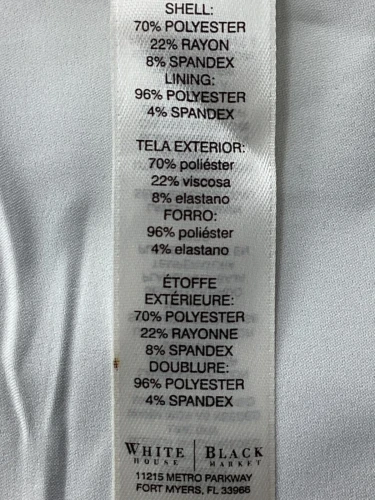 SHELL:
70% POLYESTER
22% RAYON
8% SPANDEX
LINING:
96% POLYESTER
4% SPANDEX
TELA EXTERIOR:
70% poliéster
22% viscosa
8% elastano
FORRO:
96% poliéster
4% elastano
ÉTOFFE
EXTÉRIEURE:
70% POLYESTER
22% RAYONNE
8% SPANDEX
DOUBLURE:
96% POLYESTER
4% SPANDEX
WHITE | BLACK
HOUSE | MARKET
11215 METRO PARKWAY
FORT MYERS, FL 33966